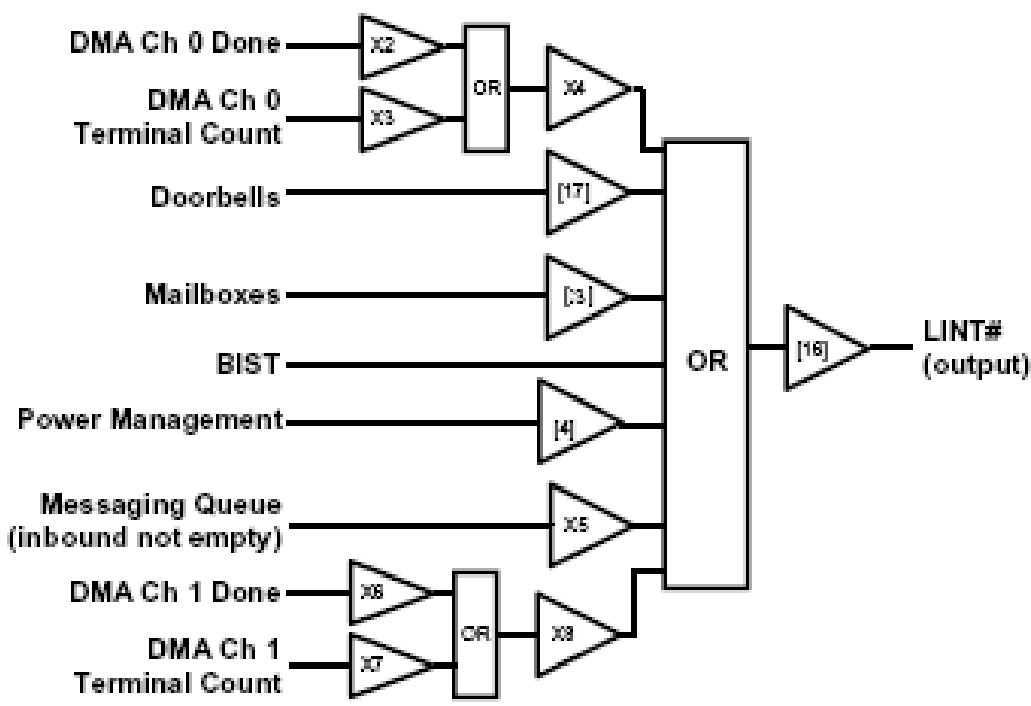 DMA Ch 0 Done
X2
OR
X4
DMA Ch 0
Terminal Count
X3
Doorbells
[17]
Mailboxes
[3]
BIST
OR
[16]
LINT#
(output)
Power Management
[4]
Messaging Queue
(inbound not empty)
X5
DMA Ch 1 Done
X6
OR
X8
DMA Ch 1
Terminal Count
X7